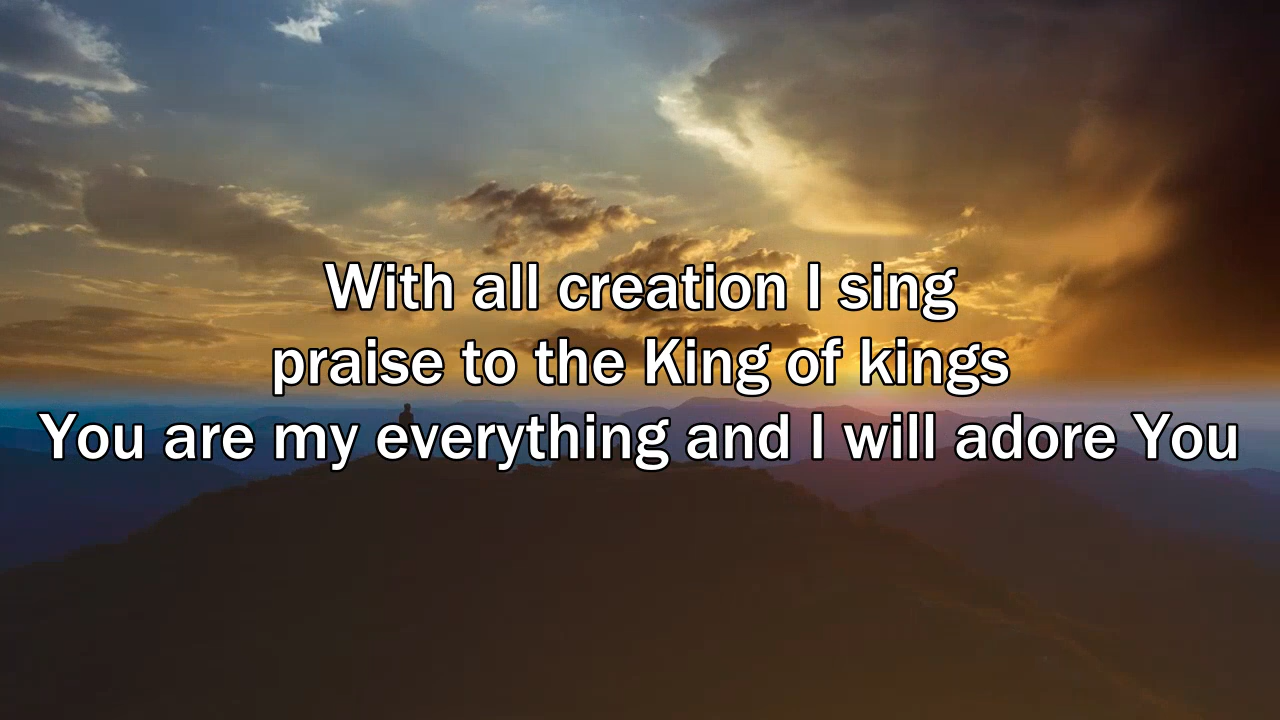 With all creation I sing
praise to the King of kings
You are my everything and I will adore You